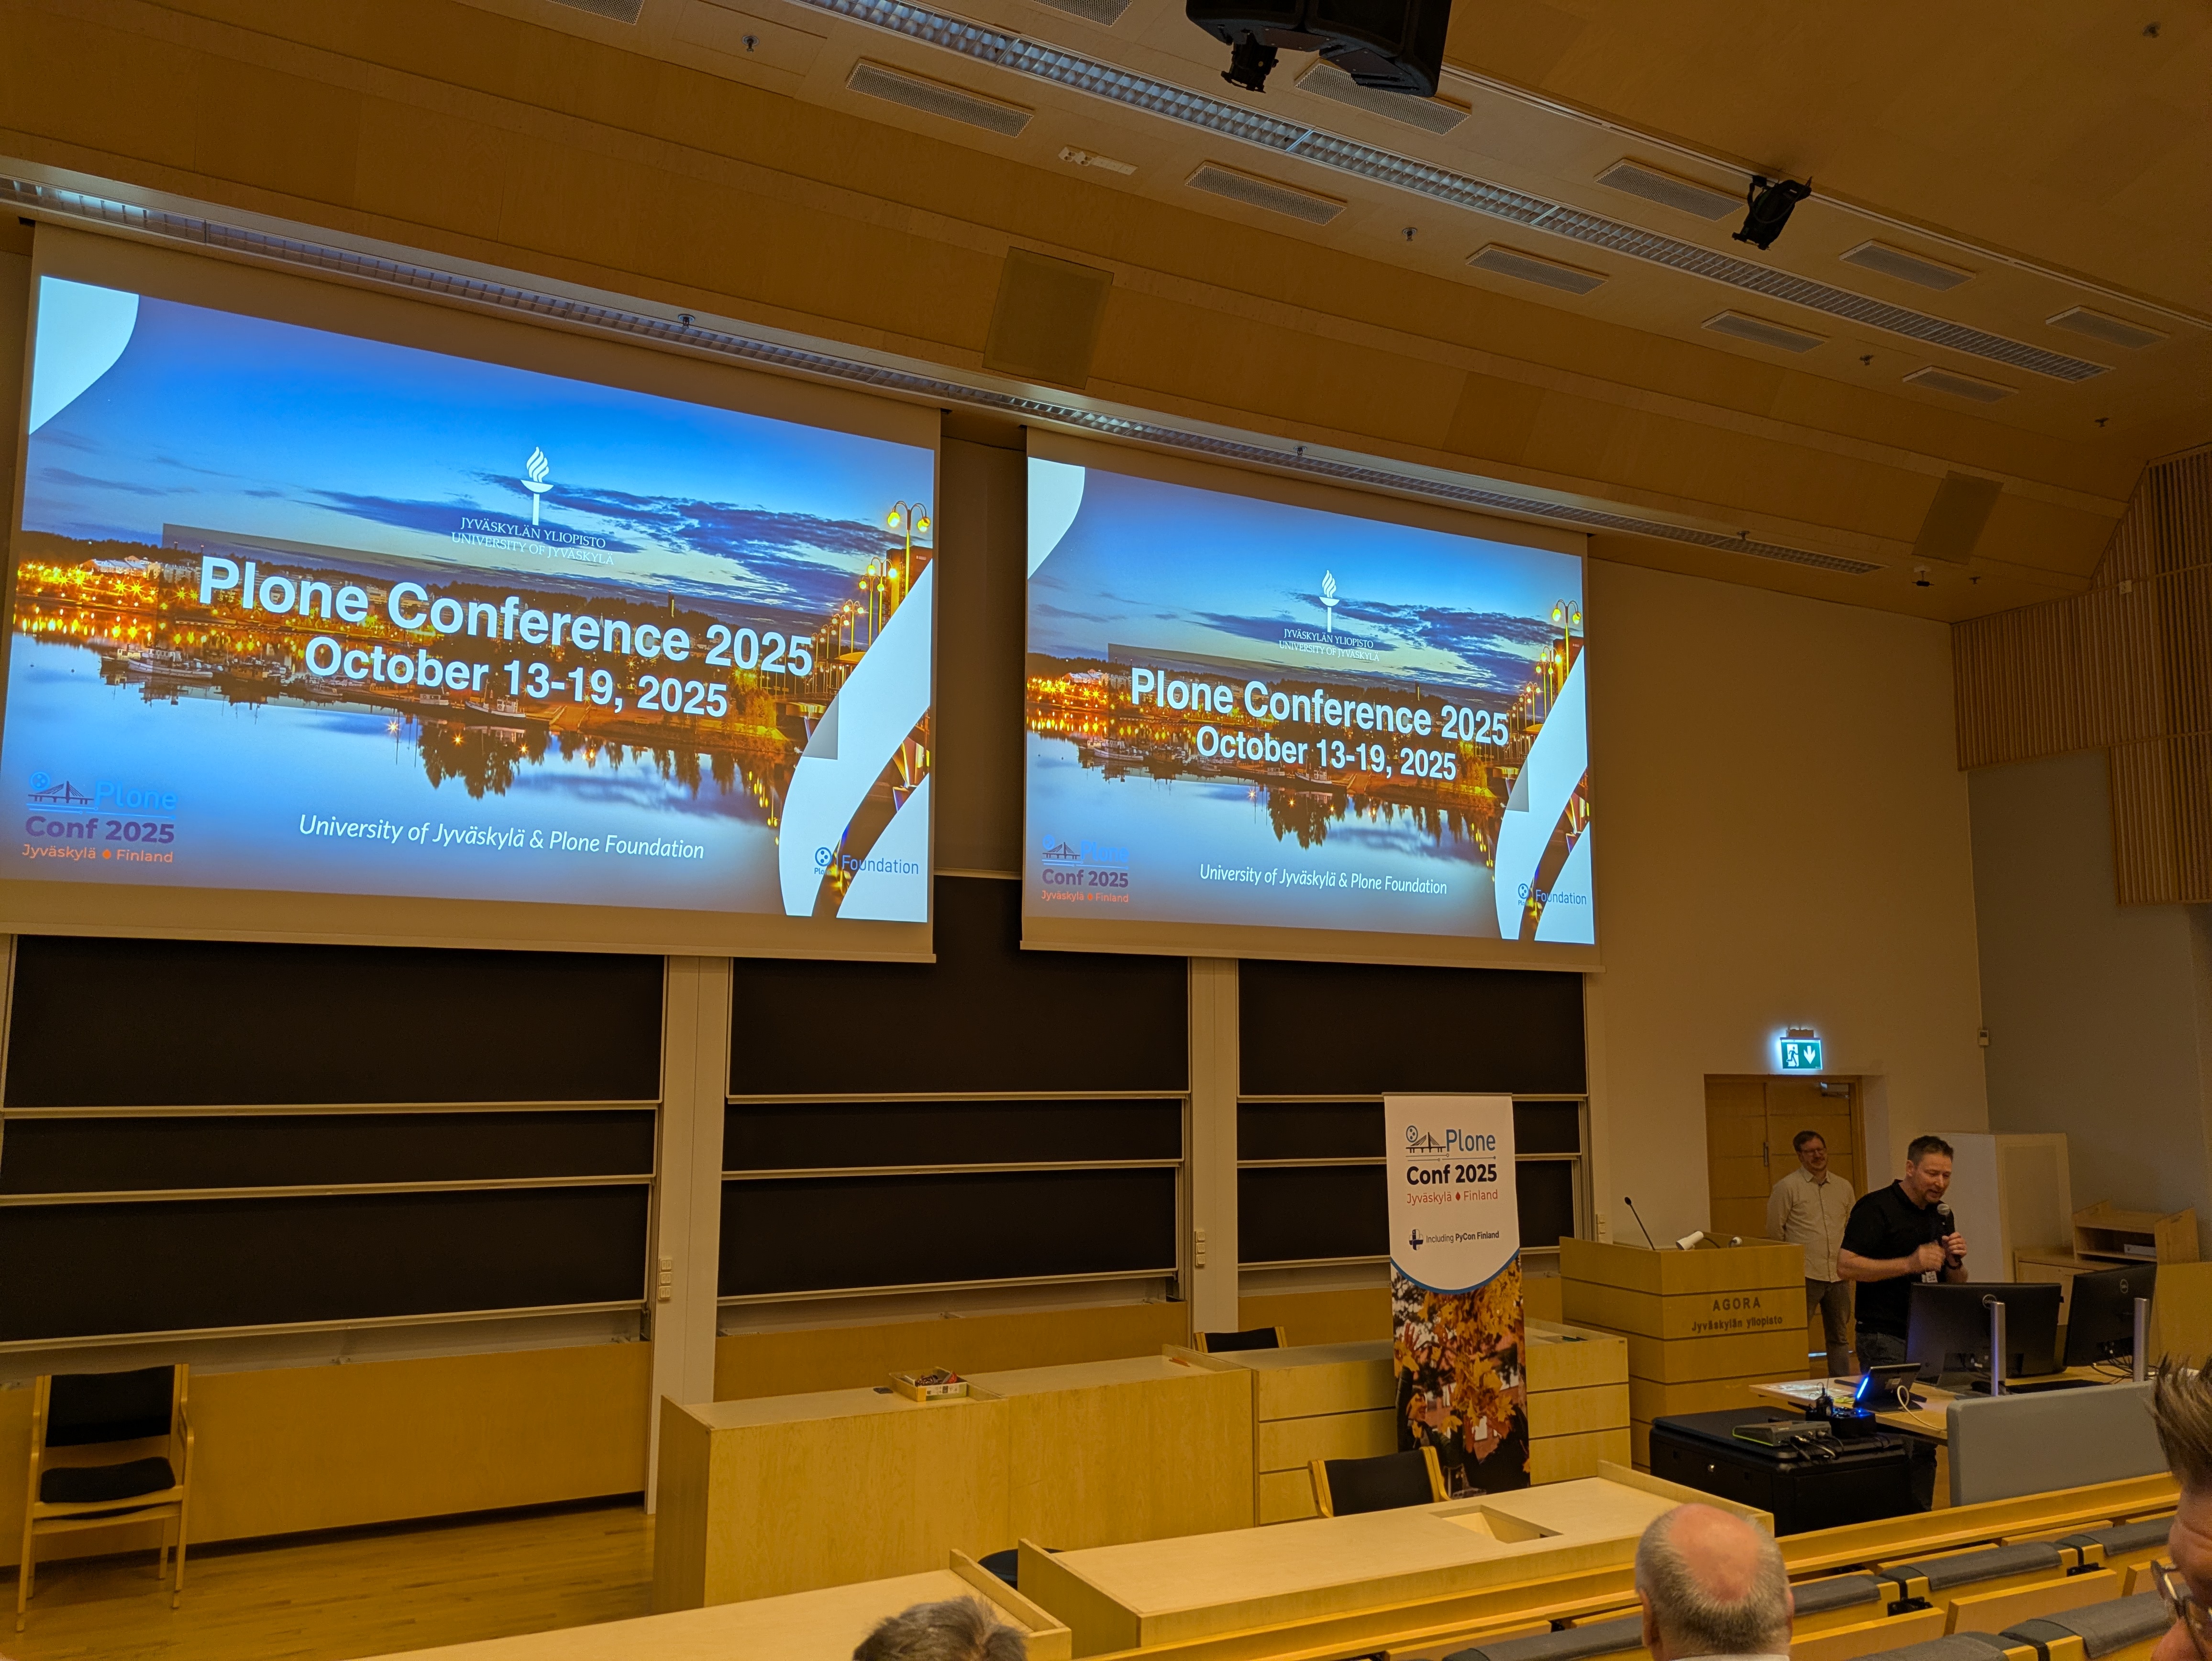 JYVÄSKYLÄN YLIOPISTO
UNIVERSITY OF JYVÄSKYLÄ
Plone Conference 2025
October 13-19, 2025
Plone
Conf 2025
Jyväskylä Finland
University of Jyväskylä & Plone Foundation
Foundation
JYVÄSKYLÄN YLIOPISTO
UNIVERSITY OF JYVÄSKYLÄ
Plone Conference 2025
October 13-19, 2025
Plone
Conf 2025
Jyväskylä Finland
University of Jyväskylä & Plone Foundation
Foundation
Plone
Conf 2025
Jyväskylä Finland
Including PyCon Finland
AGORA
Jyväskylän yliopisto